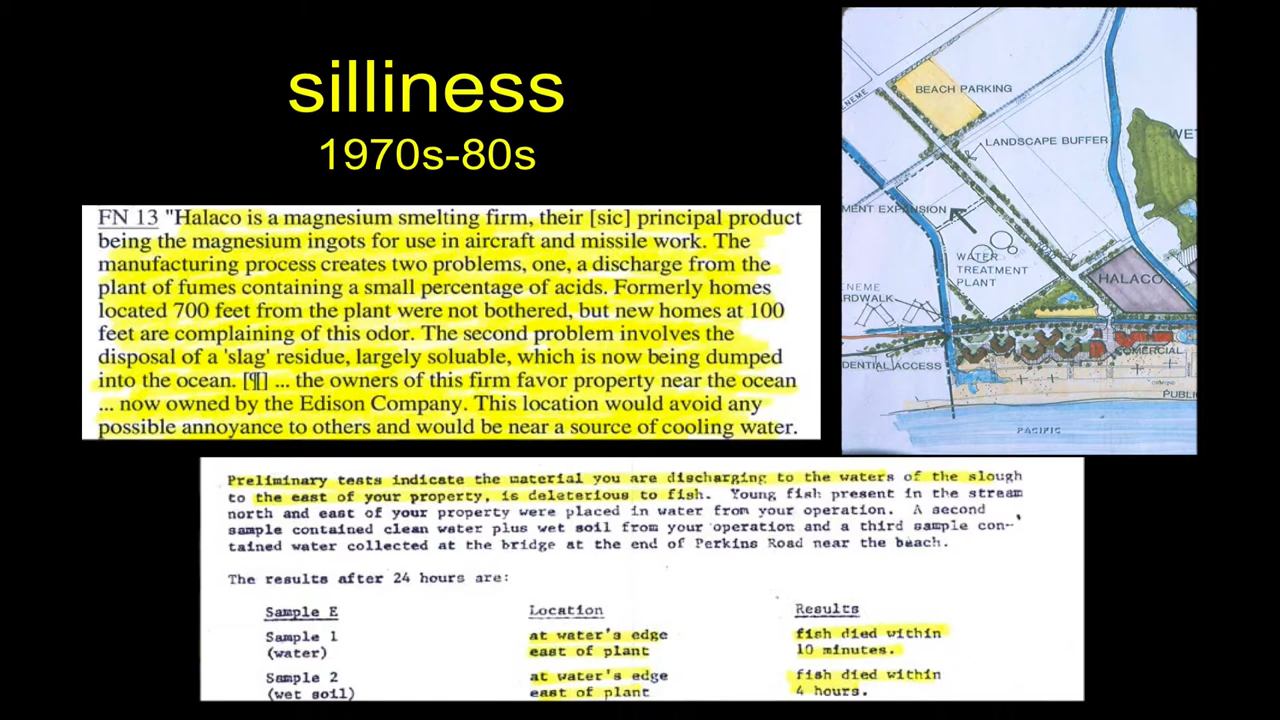 silliness
1970s-80s
FN 13 "Halaco is a magnesium smelting firm, their [sic] principal product
being the magnesium ingots for use in aircraft and missile work. The
manufacturing process creates two problems, one, a discharge from the
plant of fumes containing a small percentage of acids. Formerly homes
located 700 feet from the plant were not bothered, but new homes at 100
feet are complaining of this odor. The second problem involves the
disposal of a 'slag' residue, largely soluable, which is now being dumped
into the ocean. [¶] ... the owners of this firm favor property near the ocean
... now owned by the Edison Company. This location would avoid any
possible annoyance to others and would be near a source of cooling water.
BEACH PARKING
NEME
LANDSCAPE BUFFER
WET
MENT EXPANSION
WATER
TREATMENT
PLANT
HALACO
ENEME
ARDWALK
COMERCIAL
DENTIAL ACCESS
PUBLI
PACIFIC
Preliminary tests indicate the material you are discharging to the waters of the slough
to the east of your property, is deleterious to fish. Young fish present in the stream
north and east of your property were placed in water from your operation. A second
sample contained clean water plus wet soil from your operation and a third sample con-
tained water collected at the bridge at the end of Perkins Road near the beach.
The results after 24 hours are:
Sample E Location Results
Sample 1 at water's edge fish died within
(water) east of plant 10 minutes.
Sample 2 at water's edge fish died within
(wet soil) east of plant 4 hours.